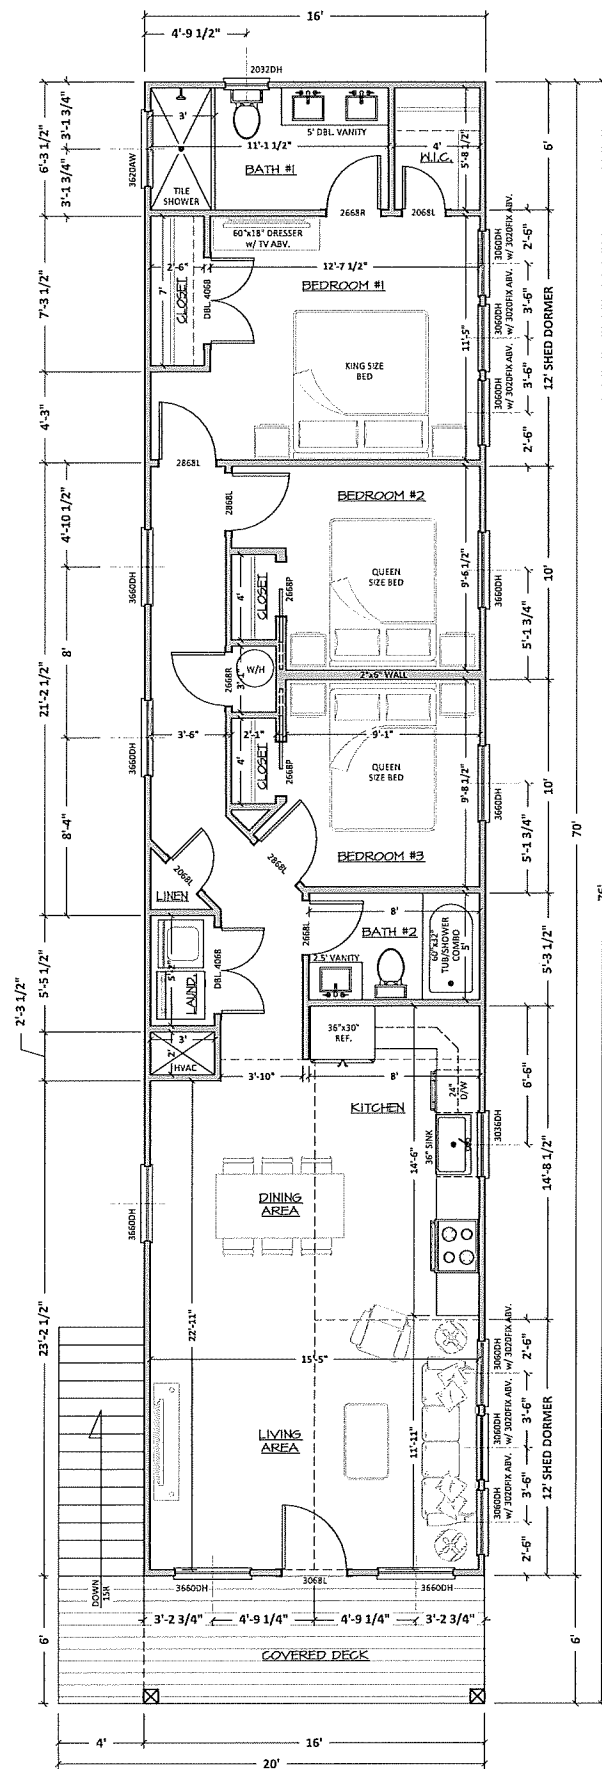 16'
4'-9 1/2"
2032DH
3'
5' DBL. VANITY
11'-1 1/2"
4'
5'-8 1/2"
BATH #1
W.I.C.
TILE
SHOWER
3620AW
3'-1 3/4"
3'-1 3/4"
6'-3 1/2"
6'
2668R
2068L
60"x18" DRESSER
w/ TV ABV.
2'-6"
12'-7 1/2"
7'
CLOSET
DBL. 4068
BEDROOM #1
7'-3 1/2"
11'-5"
KING SIZE
BED
3060DH
w/ 3020FIX ABV.
3060DH
w/ 3020FIX ABV.
3060DH
w/ 3020FIX ABV.
2'-6"
3'-6"
3'-6"
2'-6"
12' SHED DORMER
4'-3"
2868L
2868L
BEDROOM #2
4'-10 1/2"
QUEEN
SIZE BED
9'-6 1/2"
3660DH
3660DH
4'
CLOSET
2668P
10'
5'-1 3/4"
8'
21'-2 1/2"
W/H
3'-1"
2668R
2"x6" WALL
3'-6"
2'-1"
9'-1"
3660DH
4'
CLOSET
2668P
QUEEN
SIZE BED
9'-8 1/2"
3660DH
10'
5'-1 3/4"
70'
76'
8'-4"
BEDROOM #3
2068L
2868L
LINEN
8'
2668L
BATH #2
60"x32"
TUB/SHOWER
COMBO
5'
5'-3 1/2"
5'-2"
LAUND.
DBL. 4068
2.5' VANITY
5'-5 1/2"
2'-3 1/2"
3'
2'
HVAC
36"x30"
REF.
3'-10"
8'
24"
D/W
6'-6"
KITCHEN
3036DH
36" SINK
14'-6"
14'-8 1/2"
DINING
AREA
3660DH
22'-11"
23'-2 1/2"
15'-5"
LIVING
AREA
11'-11"
3060DH
w/ 3020FIX ABV.
3060DH
w/ 3020FIX ABV.
3060DH
w/ 3020FIX ABV.
2'-6"
3'-6"
3'-6"
2'-6"
12' SHED DORMER
DOWN
15R
3660DH
3068L
3660DH
3'-2 3/4"
4'-9 1/4"
4'-9 1/4"
3'-2 3/4"
6'
6'
COVERED DECK
4'
16'
20'